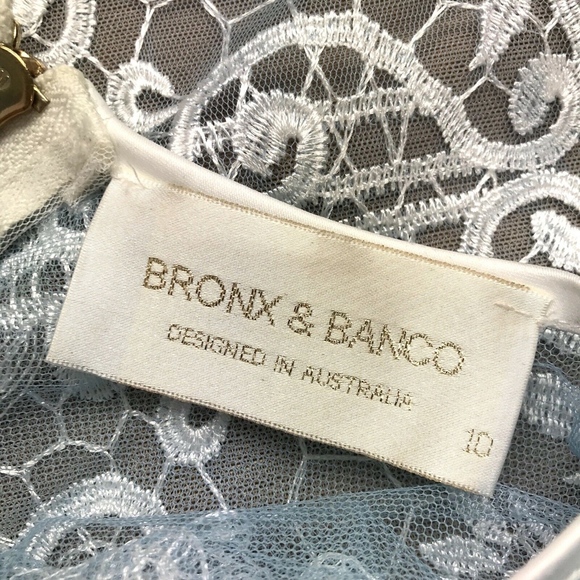 BRONX & BANCO
DESIGNED IN AUSTRALIA
10